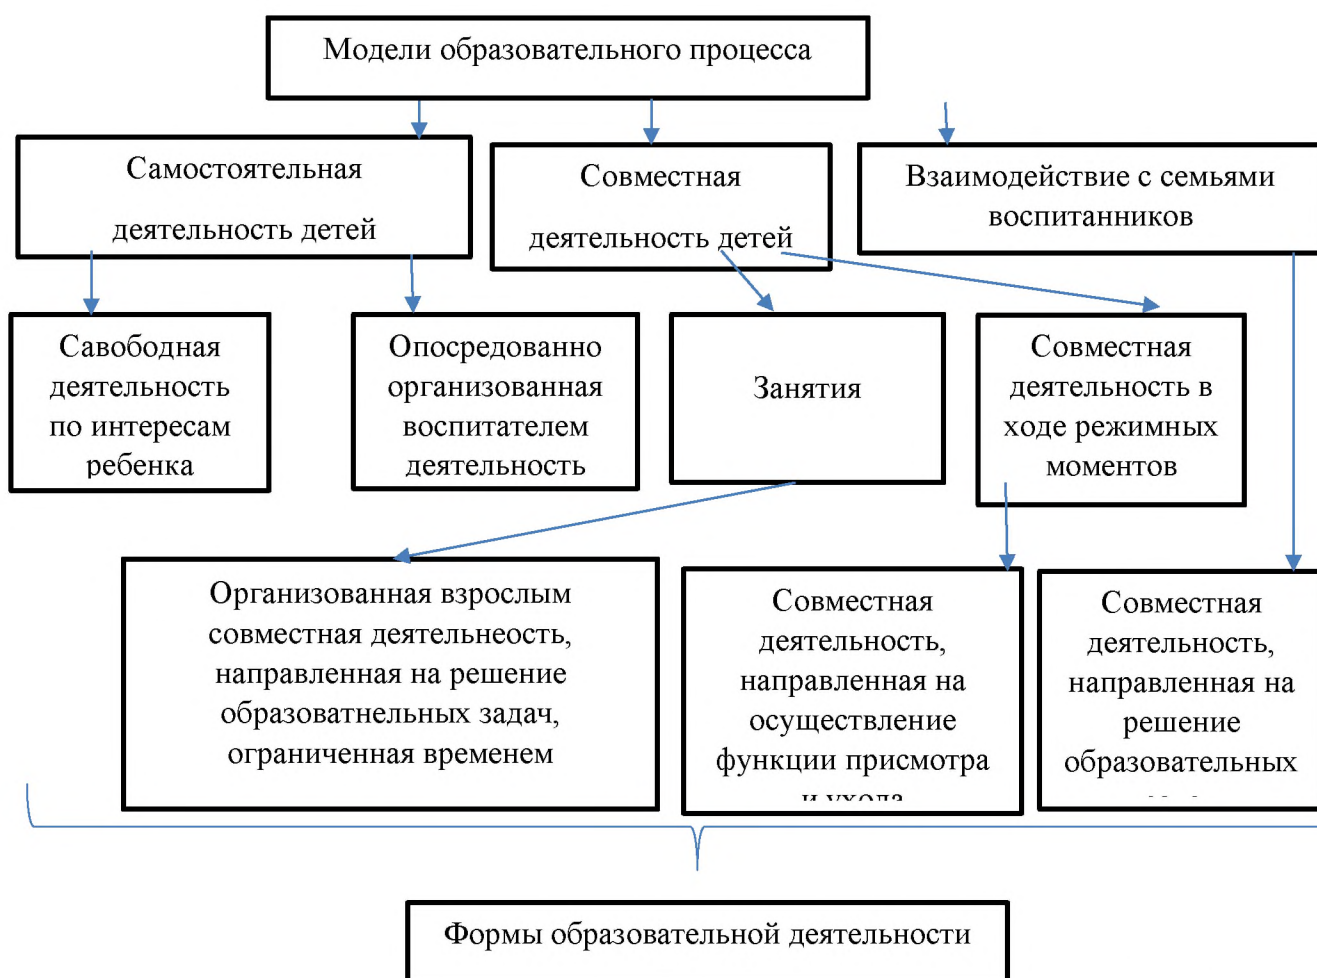 Модели образовательного процесса
Самостоятельная
деятельность детей
Совместная
деятельность детей
Взаимодействие с семьями
воспитанников
Савободная
деятельность
по интересам
ребенка
Опосредованно
организованная
воспитателем
деятельность
Занятия
Совместная
деятельность в
ходе режимных
моментов
Организованная взрослым
совместная деятельнеость,
направленная на решение
образоватнельных задач,
ограниченная временем
Совместная
деятельность,
направленная на
осуществление
функции присмотра
и ухода
Совместная
деятельность,
направленная на
решение
образовательных
Формы образовательной деятельности